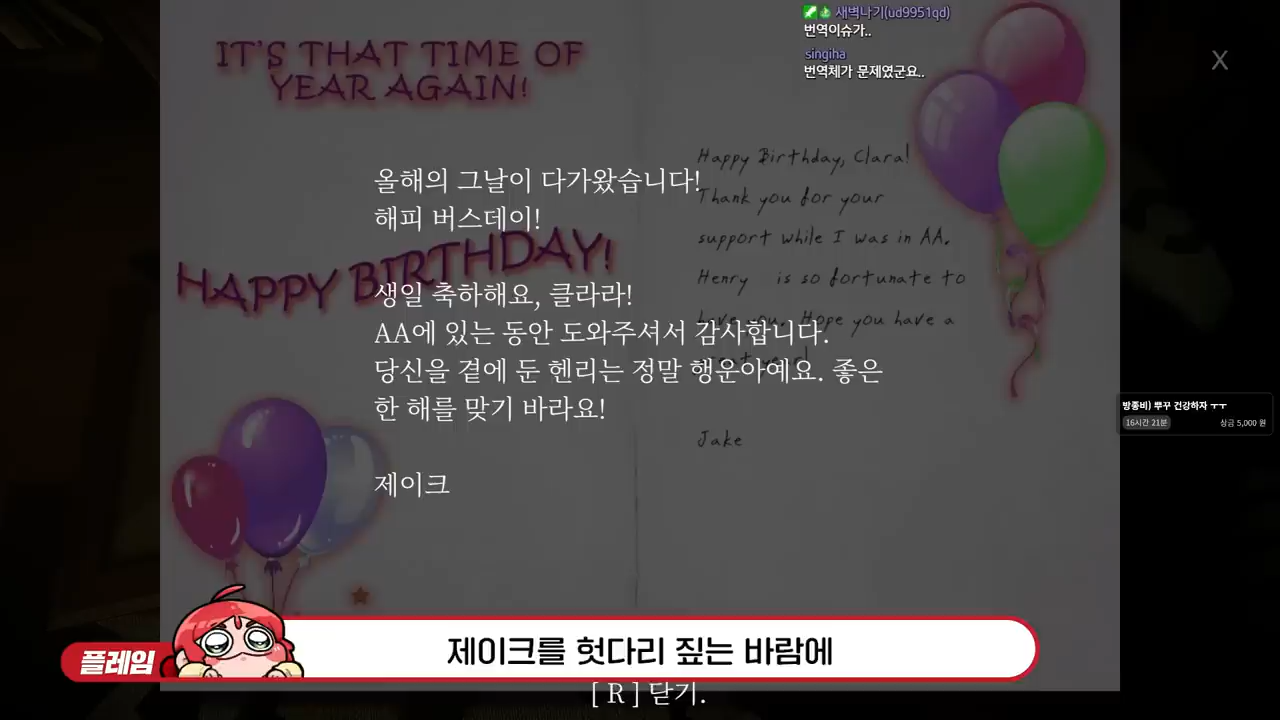 IT'S THAT TIME OF
YEAR AGAIN!
HAPPY BIRTHDAY!
Happy Birthday, Clara!
Thank you for your
support while I was in AA.
Henry is so fortunate to
have you. Hope you have a
great year!
Jake
올해의 그날이 다가왔습니다!
해피 버스데이!
생일 축하해요, 클라라!
AA에 있는 동안 도와주셔서 감사합니다.
당신을 곁에 둔 헨리는 정말 행운아예요. 좋은
한 해를 맞기 바라요!
제이크
새벽나기(ud9951qd)
번역이슈가..
singiha
번역체가 문제였군요..
X
방종비) 뿌꾸 건강하자 ㅜㅜ
16시간 21분
상금 5,000 원
플레임
제이크를 헛다리 짚는 바람에
[ R ] 닫기.